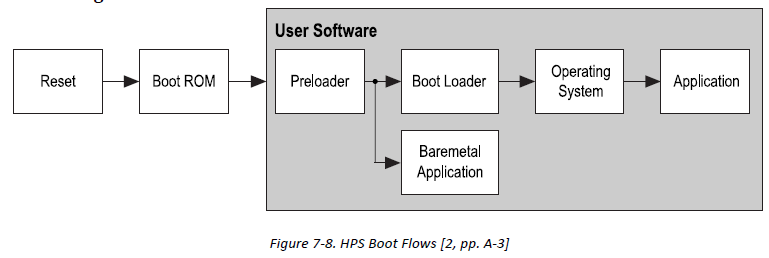 User Software
Reset
Boot ROM
Preloader
Boot Loader
Operating
System
Application
Baremetal
Application
Figure 7-8. HPS Boot Flows [2, pp. A-3]